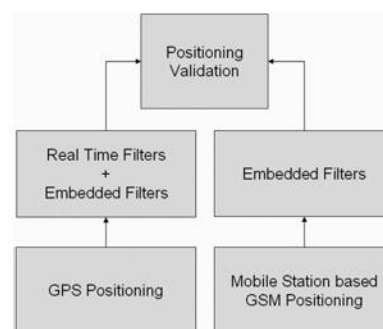 Positioning
Validation
Real Time Filters
+
Embedded Filters
Embedded Filters
GPS Positioning
Mobile Station based
GSM Positioning